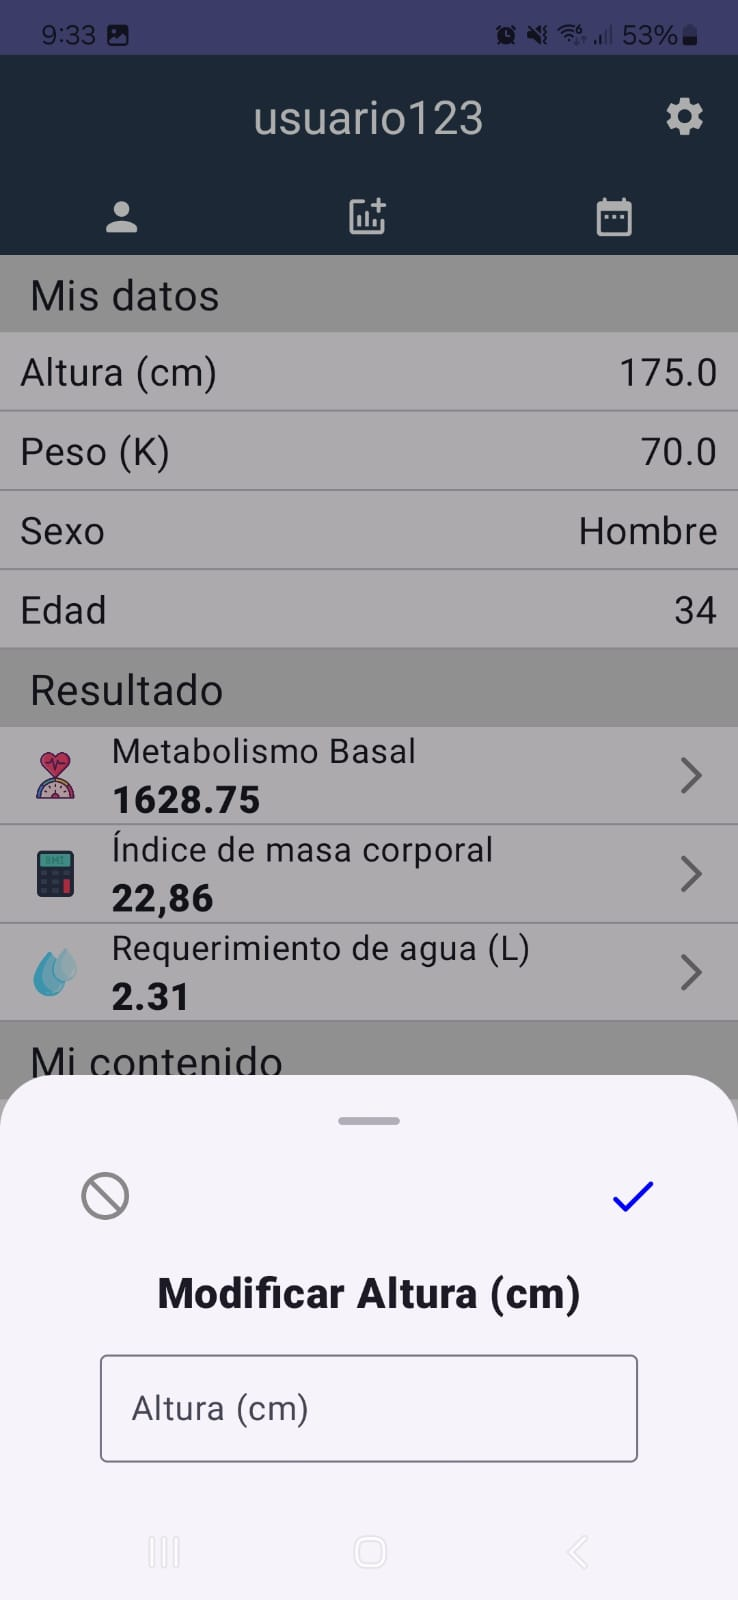 9:33 53%
usuario123
Mis datos
Altura (cm) 175.0
Peso (K) 70.0
Sexo Hombre
Edad 34
Resultado
Metabolismo Basal
1628.75
BMI
Índice de masa corporal
22,86
Requerimiento de agua (L)
2.31
Mi contenido
Modificar Altura (cm)
Altura (cm)